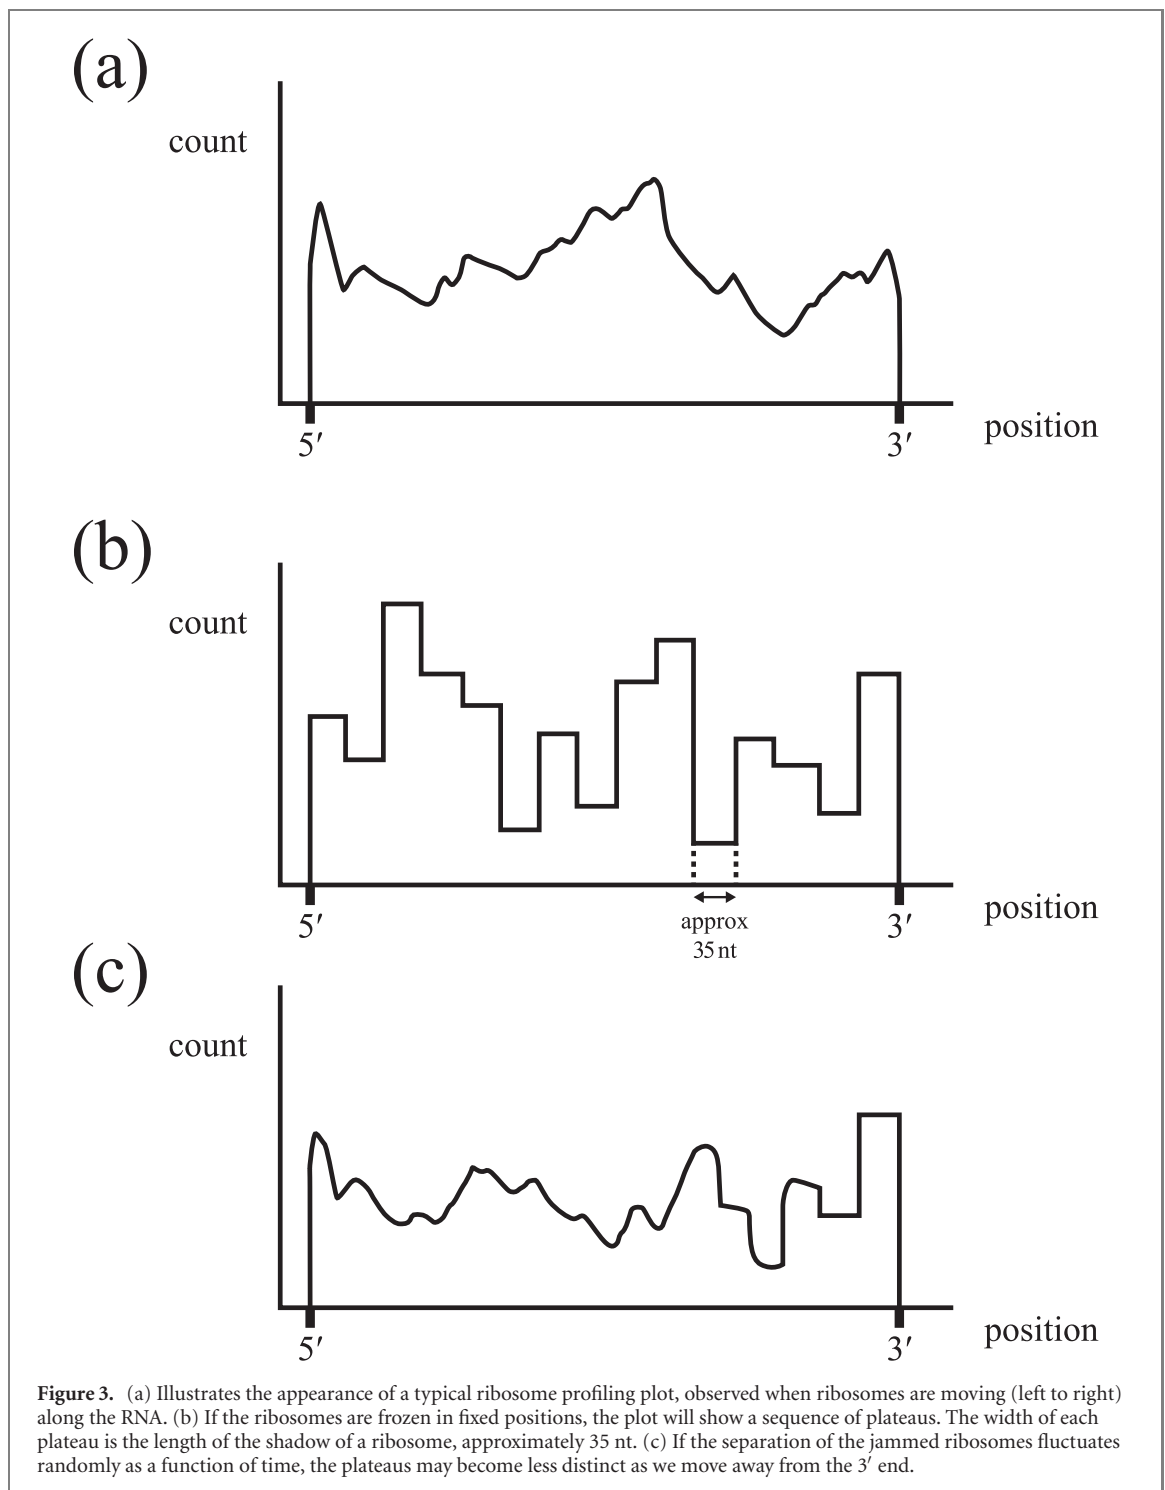 (a)
count
position
5′
3′
(b)
count
position
5′
3′
approx
35 nt
(c)
count
position
5′
3′
Figure 3. (a) Illustrates the appearance of a typical ribosome profiling plot, observed when ribosomes are moving (left to right)
along the RNA. (b) If the ribosomes are frozen in fixed positions, the plot will show a sequence of plateaus. The width of each
plateau is the length of the shadow of a ribosome, approximately 35 nt. (c) If the separation of the jammed ribosomes fluctuates
randomly as a function of time, the plateaus may become less distinct as we move away from the 3′ end.